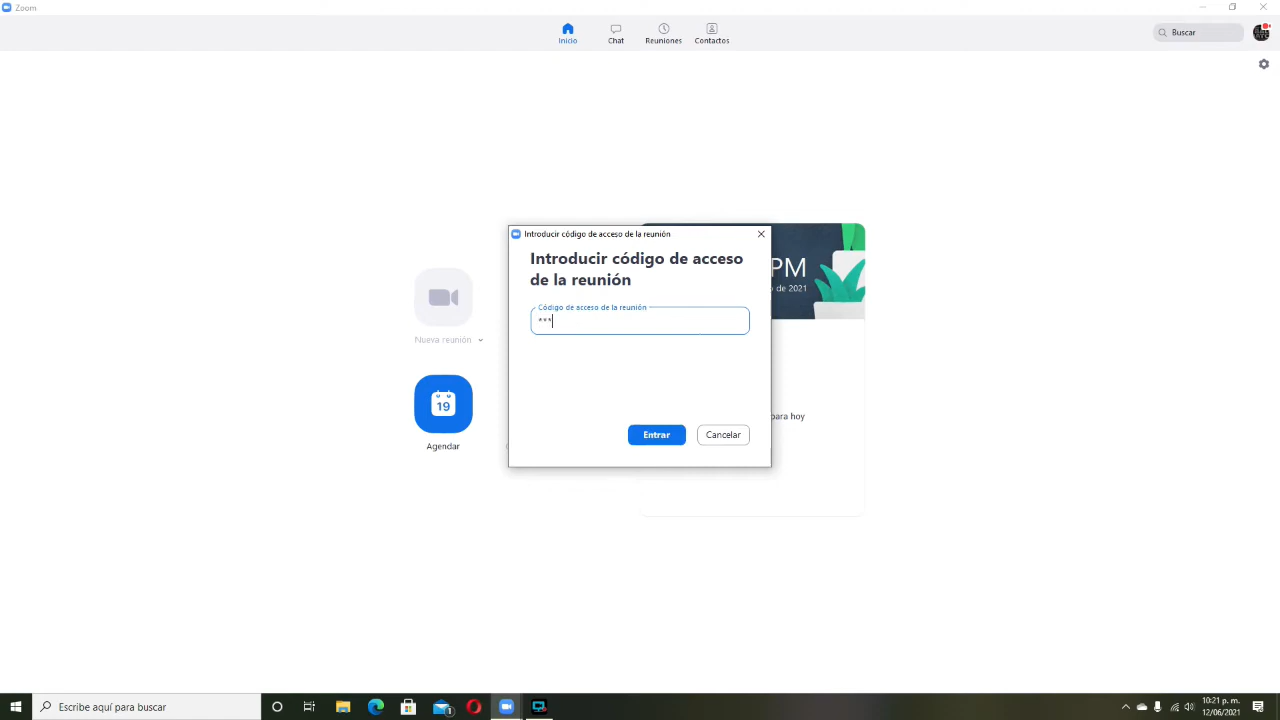 Zoom
Inicio
Chat
Reuniones
Contactos
Buscar
Introducir código de acceso de la reunión
Introducir código de acceso
de la reunión
Código de acceso de la reunión
***
Entrar
Cancelar
PM
o de 2021
para hoy
Nueva reunión
19
Agendar
Escribe aquí para buscar
1
10:21 p. m.
12/06/2021